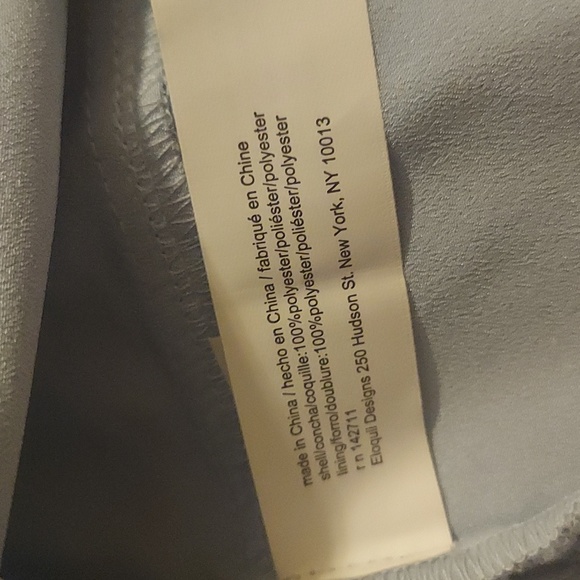 made in China / hecho en China / fabriqué en Chine
shell/concha/coquille:100%polyester/poliéster/polyester
lining/forro/doublure:100%polyester/poliéster/polyester
r n 142711
Eloquii Designs 250 Hudson St. New York, NY 10013